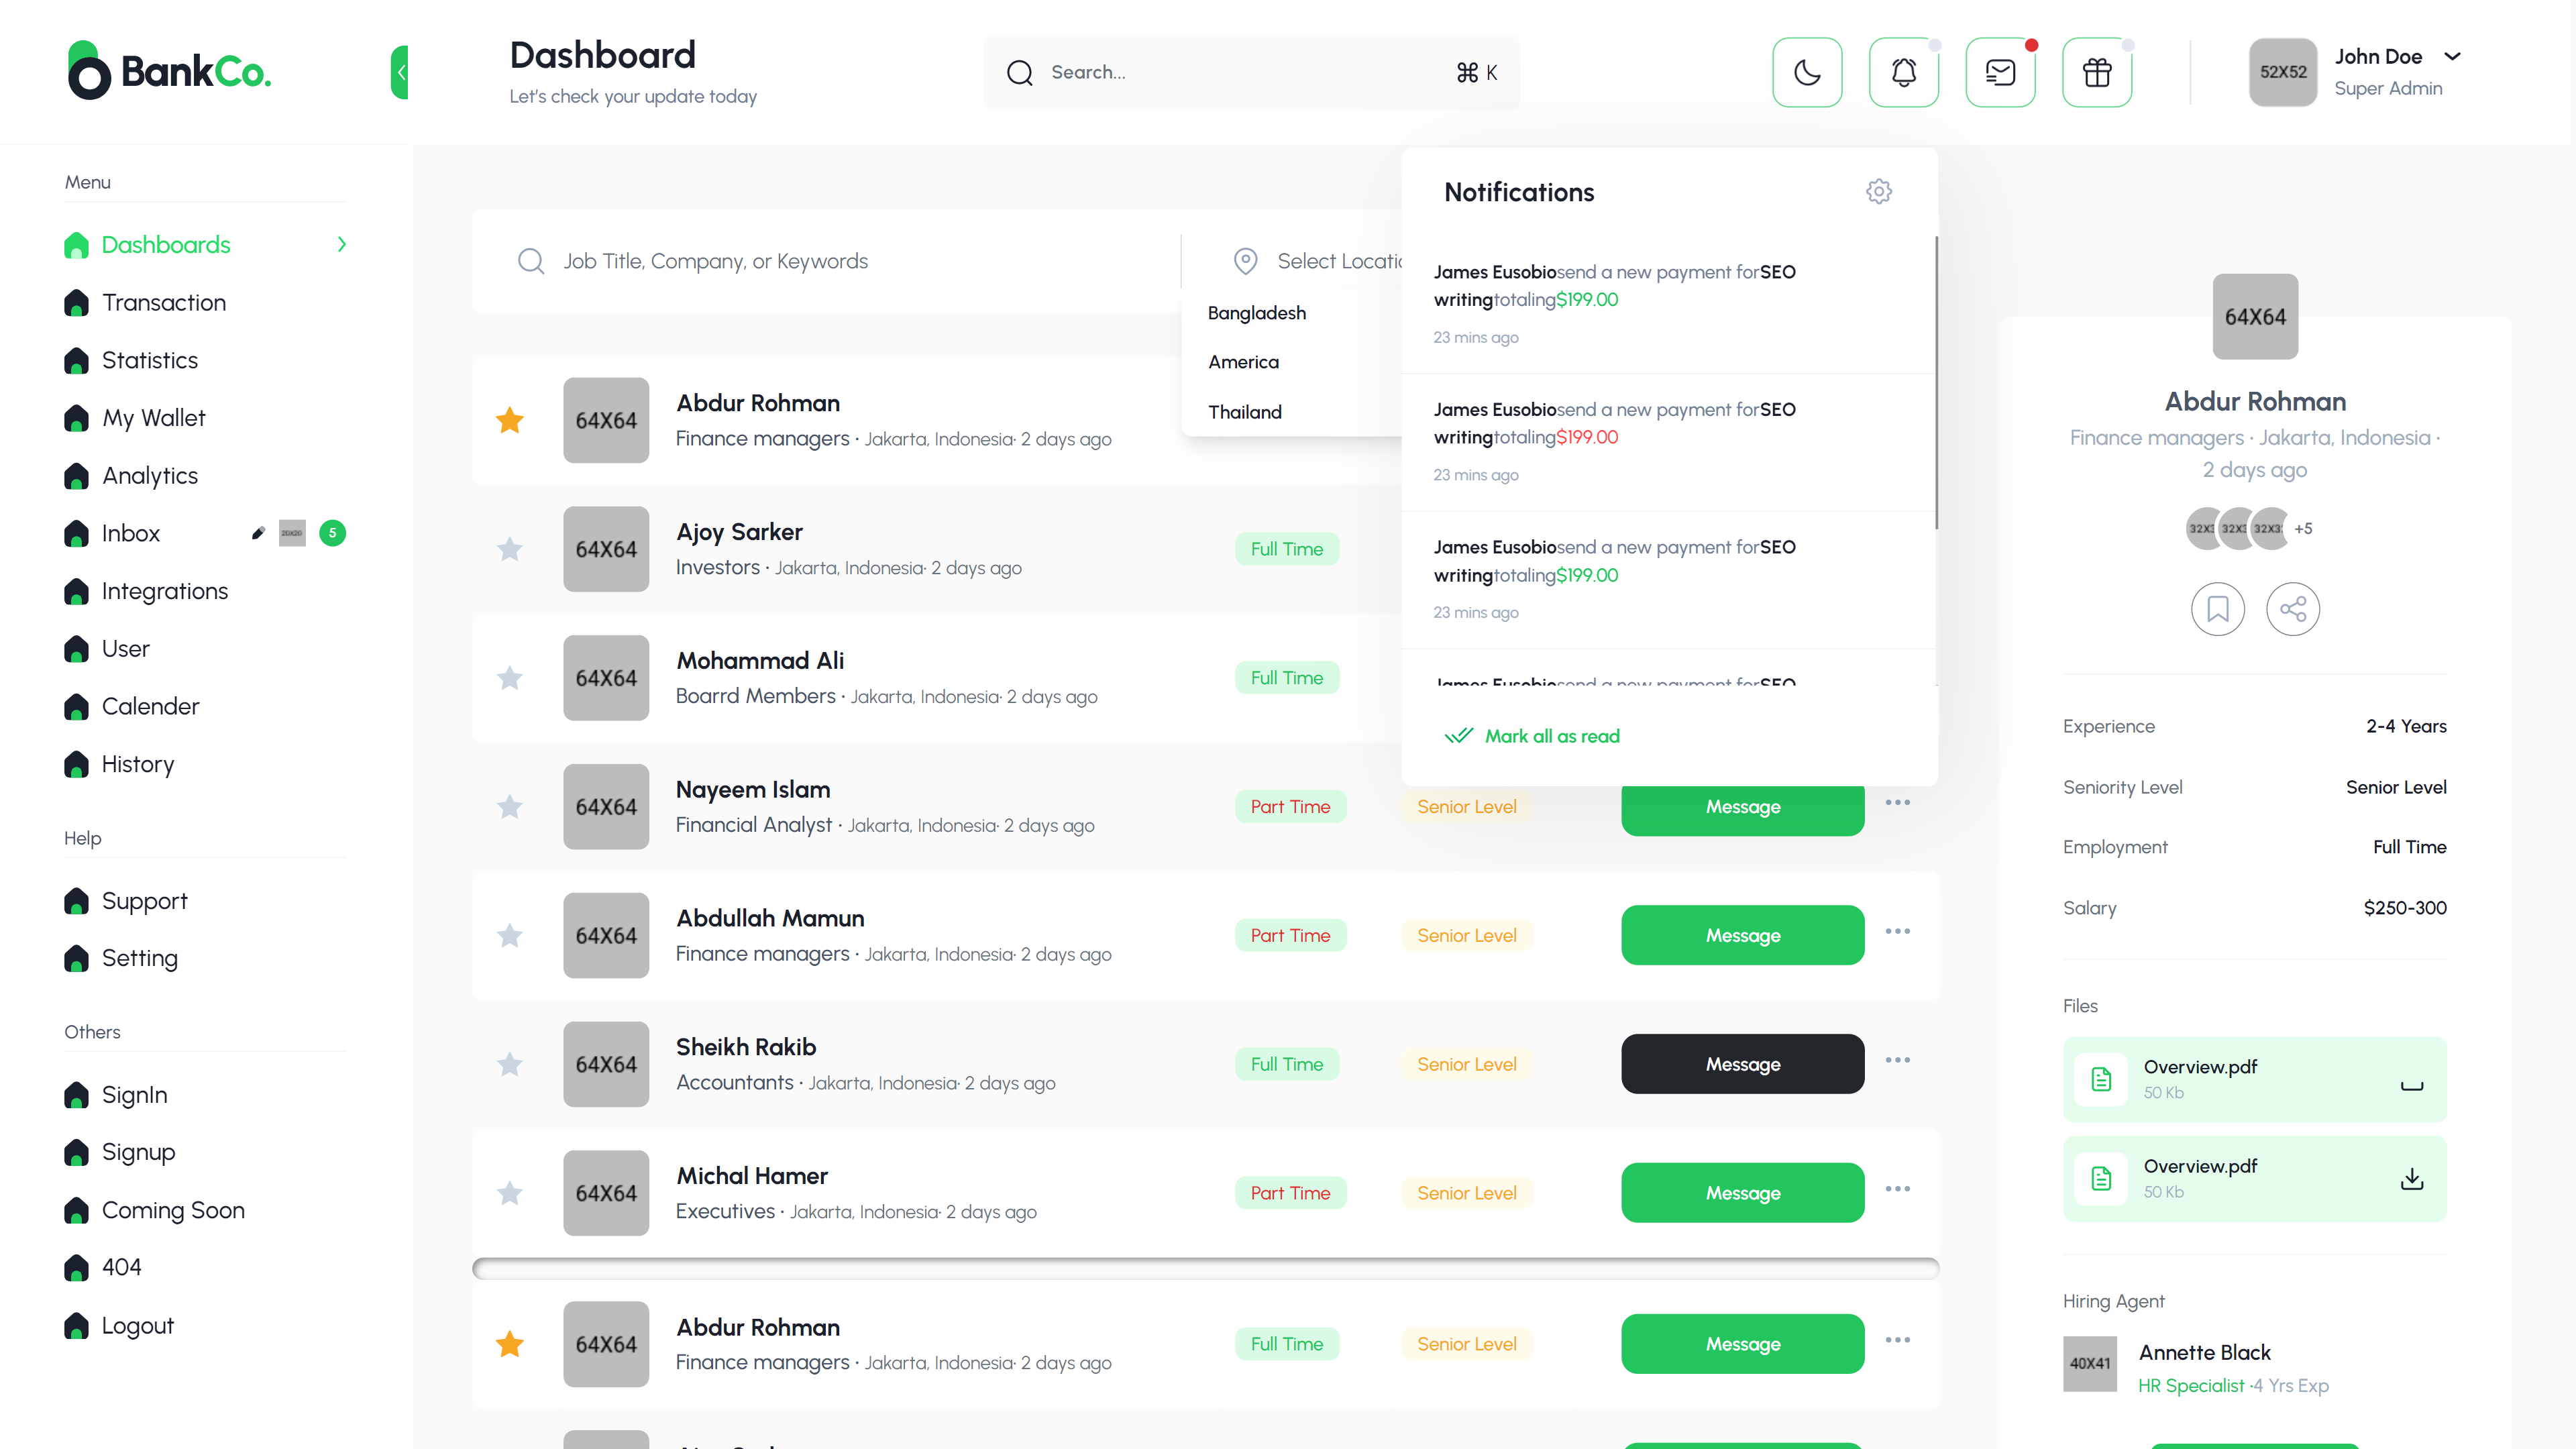 BankCo.
Dashboard
Let's check your update today
Search...
⌘ K
52X52
John Doe
Super Admin
Menu
Dashboards
Transaction
Statistics
My Wallet
Analytics
Inbox
5
Integrations
User
Calender
History
Help
Support
Setting
Others
SignIn
Signup
Coming Soon
404
Logout
Job Title, Company, or Keywords
Select
Bangladesh
America
Thailand
64X64
Abdur Rohman
Finance managers · Jakarta, Indonesia· 2 days ago
64X64
Ajoy Sarker
Investors · Jakarta, Indonesia· 2 days ago
Full Time
64X64
Mohammad Ali
Boarrd Members · Jakarta, Indonesia· 2 days ago
Full Time
64X64
Nayeem Islam
Financial Analyst · Jakarta, Indonesia· 2 days ago
Part Time
Senior Level
Message
64X64
Abdullah Mamun
Finance managers · Jakarta, Indonesia· 2 days ago
Part Time
Senior Level
Message
64X64
Sheikh Rakib
Accountants · Jakarta, Indonesia· 2 days ago
Full Time
Senior Level
Message
64X64
Michal Hamer
Executives · Jakarta, Indonesia· 2 days ago
Part Time
Senior Level
Message
64X64
Abdur Rohman
Finance managers · Jakarta, Indonesia· 2 days ago
Full Time
Senior Level
Message
Notifications
James Eusobiosend a new payment forSEO
writingtotaling$199.00
23 mins ago
James Eusobiosend a new payment forSEO
writingtotaling$199.00
23 mins ago
James Eusobiosend a new payment forSEO
writingtotaling$199.00
23 mins ago
James Eusobiosend a new payment forSEO
Mark all as read
64X64
Abdur Rohman
Finance managers · Jakarta, Indonesia ·
2 days ago
+5
Experience
2-4 Years
Seniority Level
Senior Level
Employment
Full Time
Salary
$250-300
Files
Overview.pdf
50 Kb
Overview.pdf
50 Kb
Hiring Agent
40X41
Annette Black
HR Specialist ·4 Yrs Exp